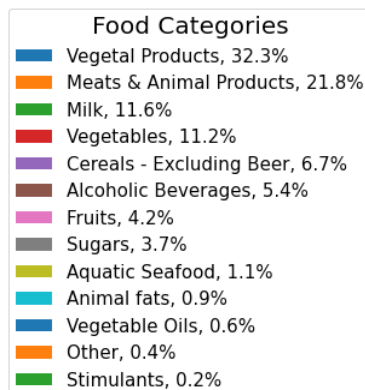 Food Categories
Vegetal Products, 32.3%
Meats & Animal Products, 21.8%
Milk, 11.6%
Vegetables, 11.2%
Cereals - Excluding Beer, 6.7%
Alcoholic Beverages, 5.4%
Fruits, 4.2%
Sugars, 3.7%
Aquatic Seafood, 1.1%
Animal fats, 0.9%
Vegetable Oils, 0.6%
Other, 0.4%
Stimulants, 0.2%